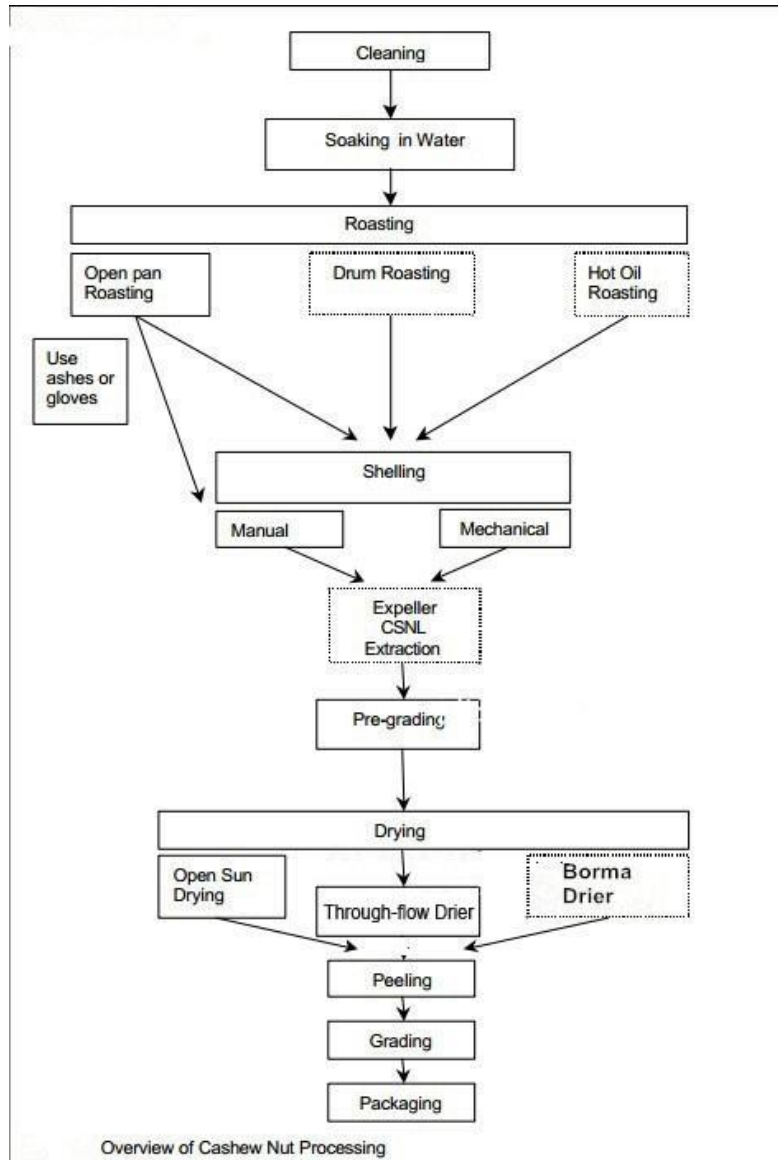 Cleaning
Soaking in Water
Roasting
Open pan
Roasting
Drum Roasting
Hot Oil
Roasting
Use
ashes or
gloves
Shelling
Manual
Mechanical
Expeller
CSNL
Extraction
Pre-grading
Drying
Open Sun
Drying
Through-flow Drier
Borma
Drier
Peeling
Grading
Packaging
Overview of Cashew Nut Processing